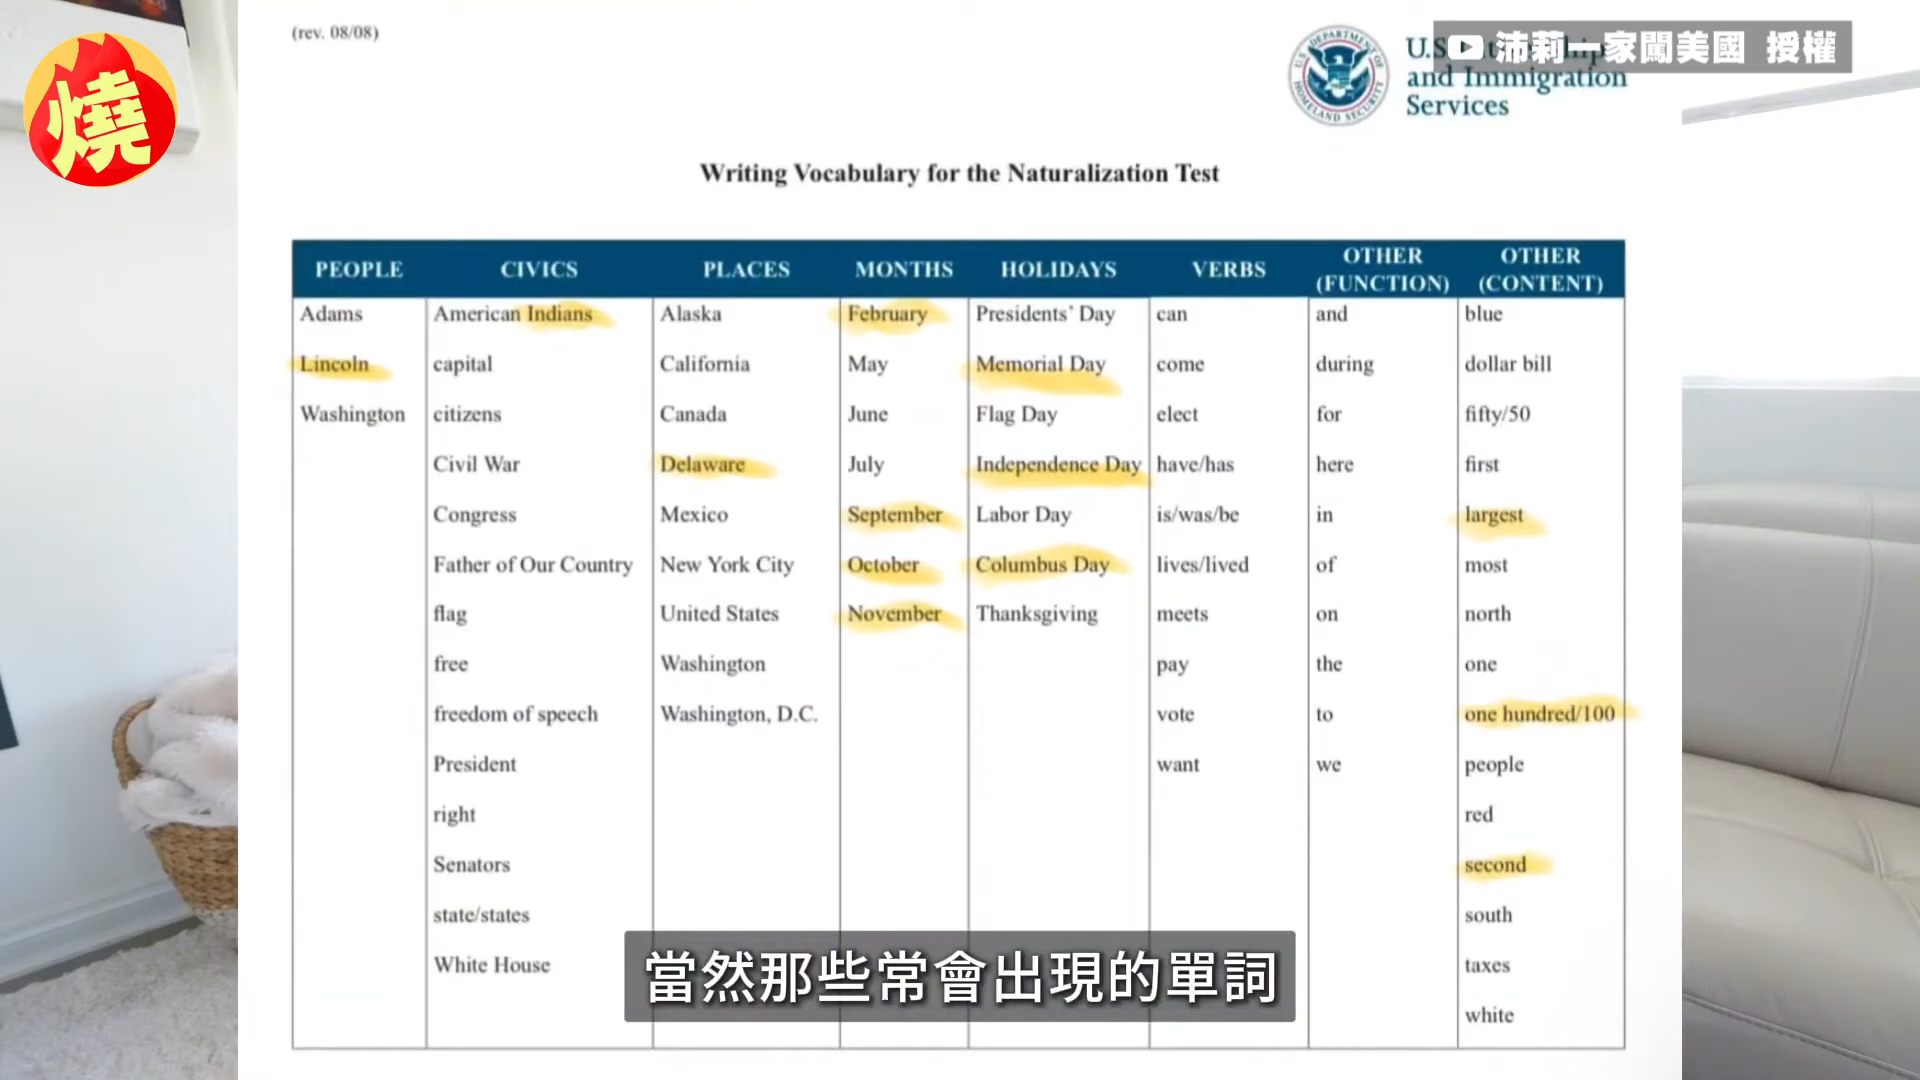 (rev. 08/08)
燒
沛莉一家闖美國 授權
and Immigration
Services
U.S. DEPARTMENT OF
HOMELAND SECURITY
Writing Vocabulary for the Naturalization Test
PEOPLE CIVICS PLACES MONTHS HOLIDAYS VERBS OTHER (FUNCTION) OTHER (CONTENT)
Adams American Indians Alaska February Presidents' Day can and blue
Lincoln capital California May Memorial Day come during dollar bill
Washington citizens Canada June Flag Day elect for fifty/50
Civil War Delaware July Independence Day have/has here first
Congress Mexico September Labor Day is/was/be in largest
Father of Our Country New York City October Columbus Day lives/lived of most
flag United States November Thanksgiving meets on north
free Washington pay the one
freedom of speech Washington, D.C. vote to one hundred/100
President want we people
right red
Senators second
state/states south
White House taxes
white
當然那些常會出現的單詞